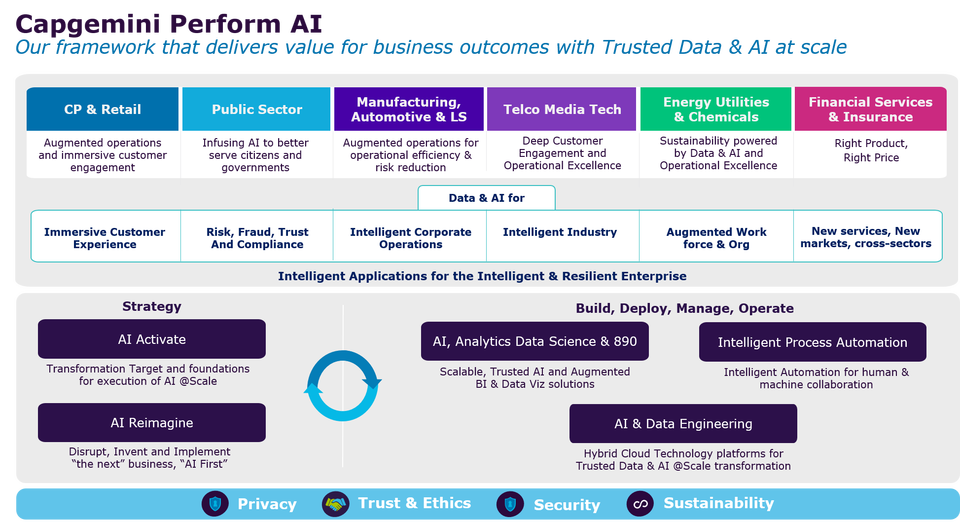 Capgemini Perform AI
Our framework that delivers value for business outcomes with Trusted Data & AI at scale
CP & Retail
Public Sector
Manufacturing,
Automotive & LS
Telco Media Tech
Energy Utilities
& Chemicals
Financial Services
& Insurance
Augmented operations
and immersive customer
engagement
Infusing AI to better
serve citizens and
governments
Augmented operations for
operational efficiency &
risk reduction
Deep Customer
Engagement and
Operational Excellence
Sustainability powered
by Data & AI and
Operational Excellence
Right Product,
Right Price
Data & AI for
Immersive Customer
Experience
Risk, Fraud, Trust
And Compliance
Intelligent Corporate
Operations
Intelligent Industry
Augmented Work
force & Org
New services, New
markets, cross-sectors
Intelligent Applications for the Intelligent & Resilient Enterprise
Strategy
AI Activate
Transformation Target and foundations
for execution of AI @Scale
AI Reimagine
Disrupt, Invent and Implement
“the next” business, “AI First”
Build, Deploy, Manage, Operate
AI, Analytics Data Science & 890
Scalable, Trusted AI and Augmented
BI & Data Viz solutions
Intelligent Process Automation
Intelligent Automation for human &
machine collaboration
AI & Data Engineering
Hybrid Cloud Technology platforms for
Trusted Data & AI @Scale transformation
Privacy
Trust & Ethics
Security
Sustainability